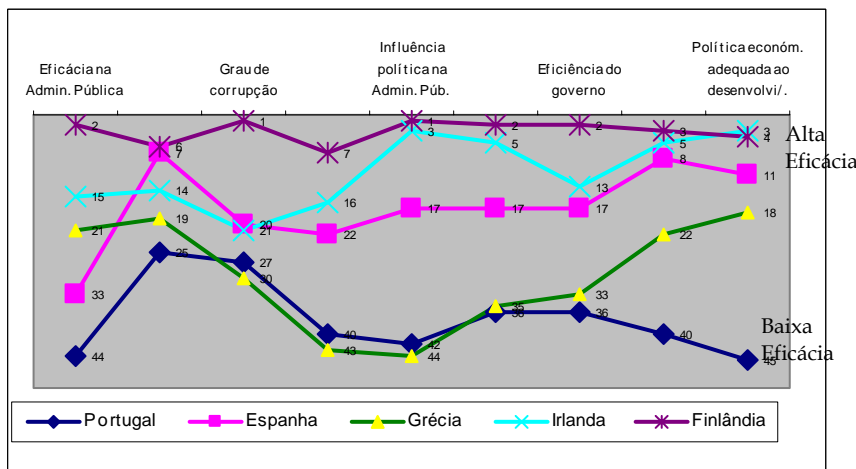 Eficácia na
Admin. Pública
Grau de
corrupção
Influência
política na
Admin. Púb.
Eficiência do
governo
Política económ.
adequada ao
desenvolvi/.
2 6 1 7 1 2 2 3 4
15 14 21 16 3 5 13 5 3
33 7 20 22 17 17 17 8 11
21 19 30 43 44 35 33 22 18
44 25 27 40 42 36 36 40 45
Alta
Eficácia
Baixa
Eficácia
Portugal Espanha Grécia Irlanda Finlândia